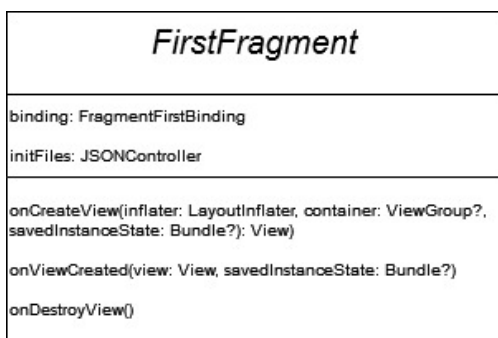 FirstFragment
binding: FragmentFirstBinding
initFiles: JSONController
onCreateView(inflater: LayoutInflater, container: ViewGroup?,
savedInstanceState: Bundle?): View)
onViewCreated(view: View, savedInstanceState: Bundle?)
onDestroyView()